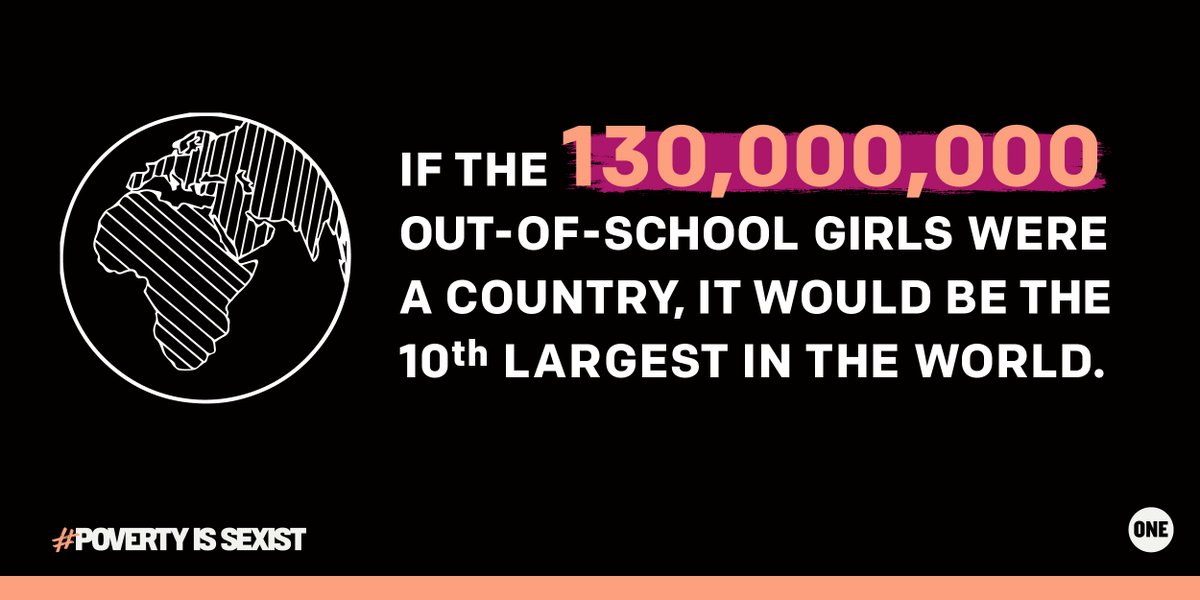 IF THE 130,000,000
OUT-OF-SCHOOL GIRLS WERE
A COUNTRY, IT WOULD BE THE
10th LARGEST IN THE WORLD.
#POVERTY IS SEXIST
ONE